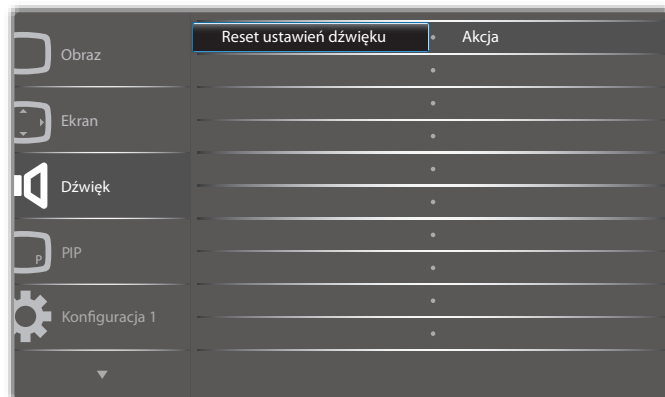 Reset ustawień dźwięku
Akcja
Obraz
Ekran
Dźwięk
P
PIP
Konfiguracja 1